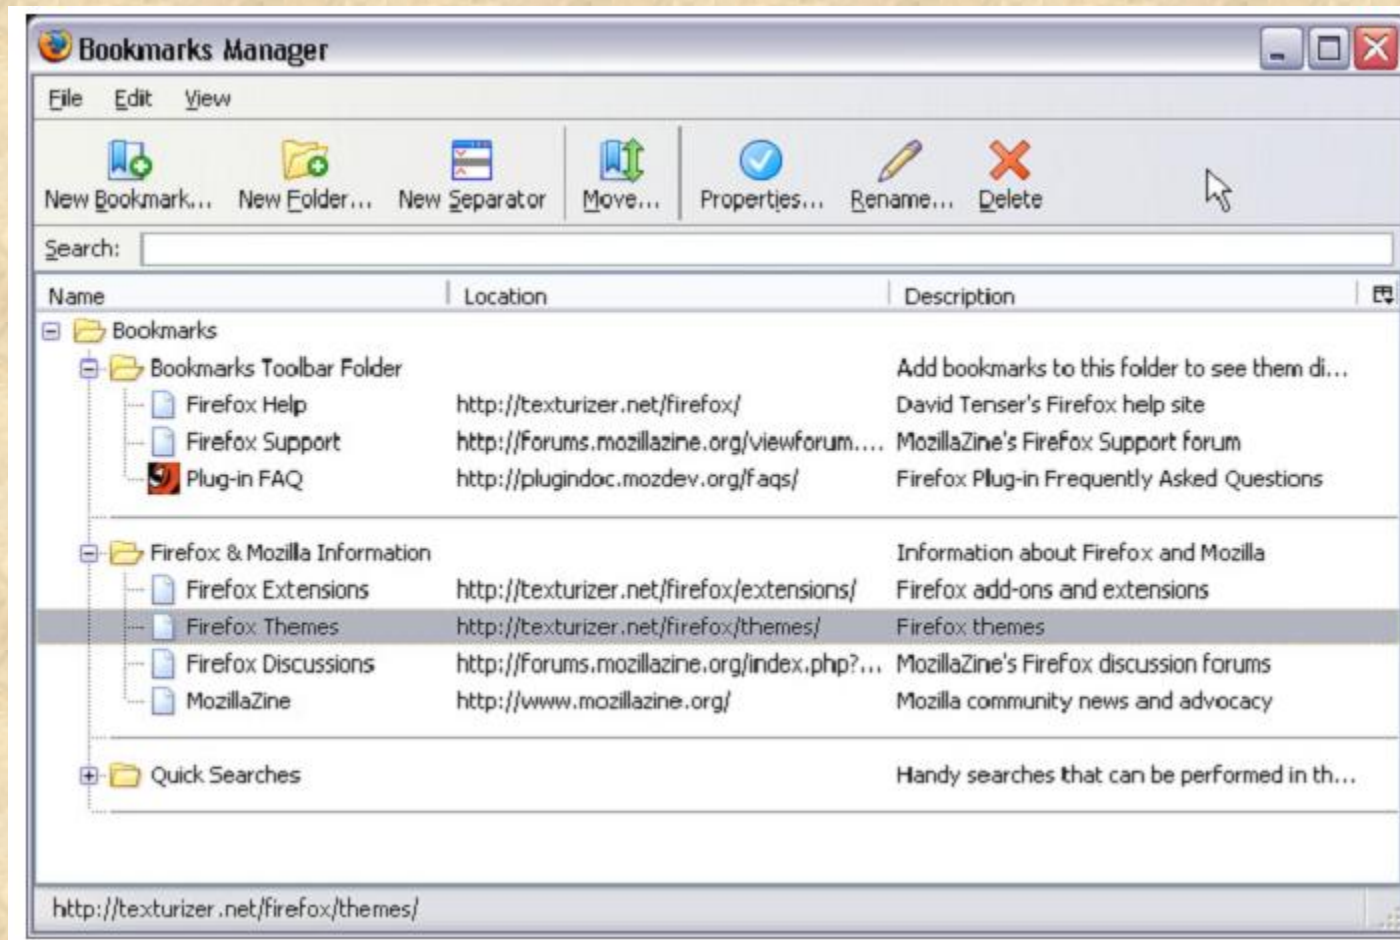 Bookmarks Manager
File Edit View
New Bookmark... New Folder... New Separator Move... Properties... Rename... Delete
Search:
Name Location Description
Bookmarks
Bookmarks Toolbar Folder Add bookmarks to this folder to see them di...
Firefox Help http://texturizer.net/firefox/ David Tenser's Firefox help site
Firefox Support http://forums.mozillazine.org/viewforum.... MozillaZine's Firefox Support forum
Plug-in FAQ http://plugindoc.mozdev.org/faqs/ Firefox Plug-in Frequently Asked Questions
Firefox & Mozilla Information Information about Firefox and Mozilla
Firefox Extensions http://texturizer.net/firefox/extensions/ Firefox add-ons and extensions
Firefox Themes http://texturizer.net/firefox/themes/ Firefox themes
Firefox Discussions http://forums.mozillazine.org/index.php?... MozillaZine's Firefox discussion forums
MozillaZine http://www.mozillazine.org/ Mozilla community news and advocacy
Quick Searches Handy searches that can be performed in th...
http://texturizer.net/firefox/themes/